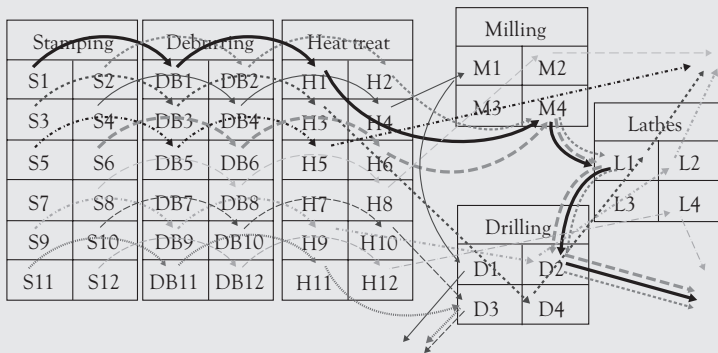 Stamping Deburring Heat treat
S1 S2 DB1 DB2 H1 H2
S3 S4 DB3 DB4 H3 H4
S5 S6 DB5 DB6 H5 H6
S7 S8 DB7 DB8 H7 H8
S9 S10 DB9 DB10 H9 H10
S11 S12 DB11 DB12 H11 H12
Milling
M1 M2
M3 M4
Lathes
L1 L2
L3 L4
Drilling
D1 D2
D3 D4